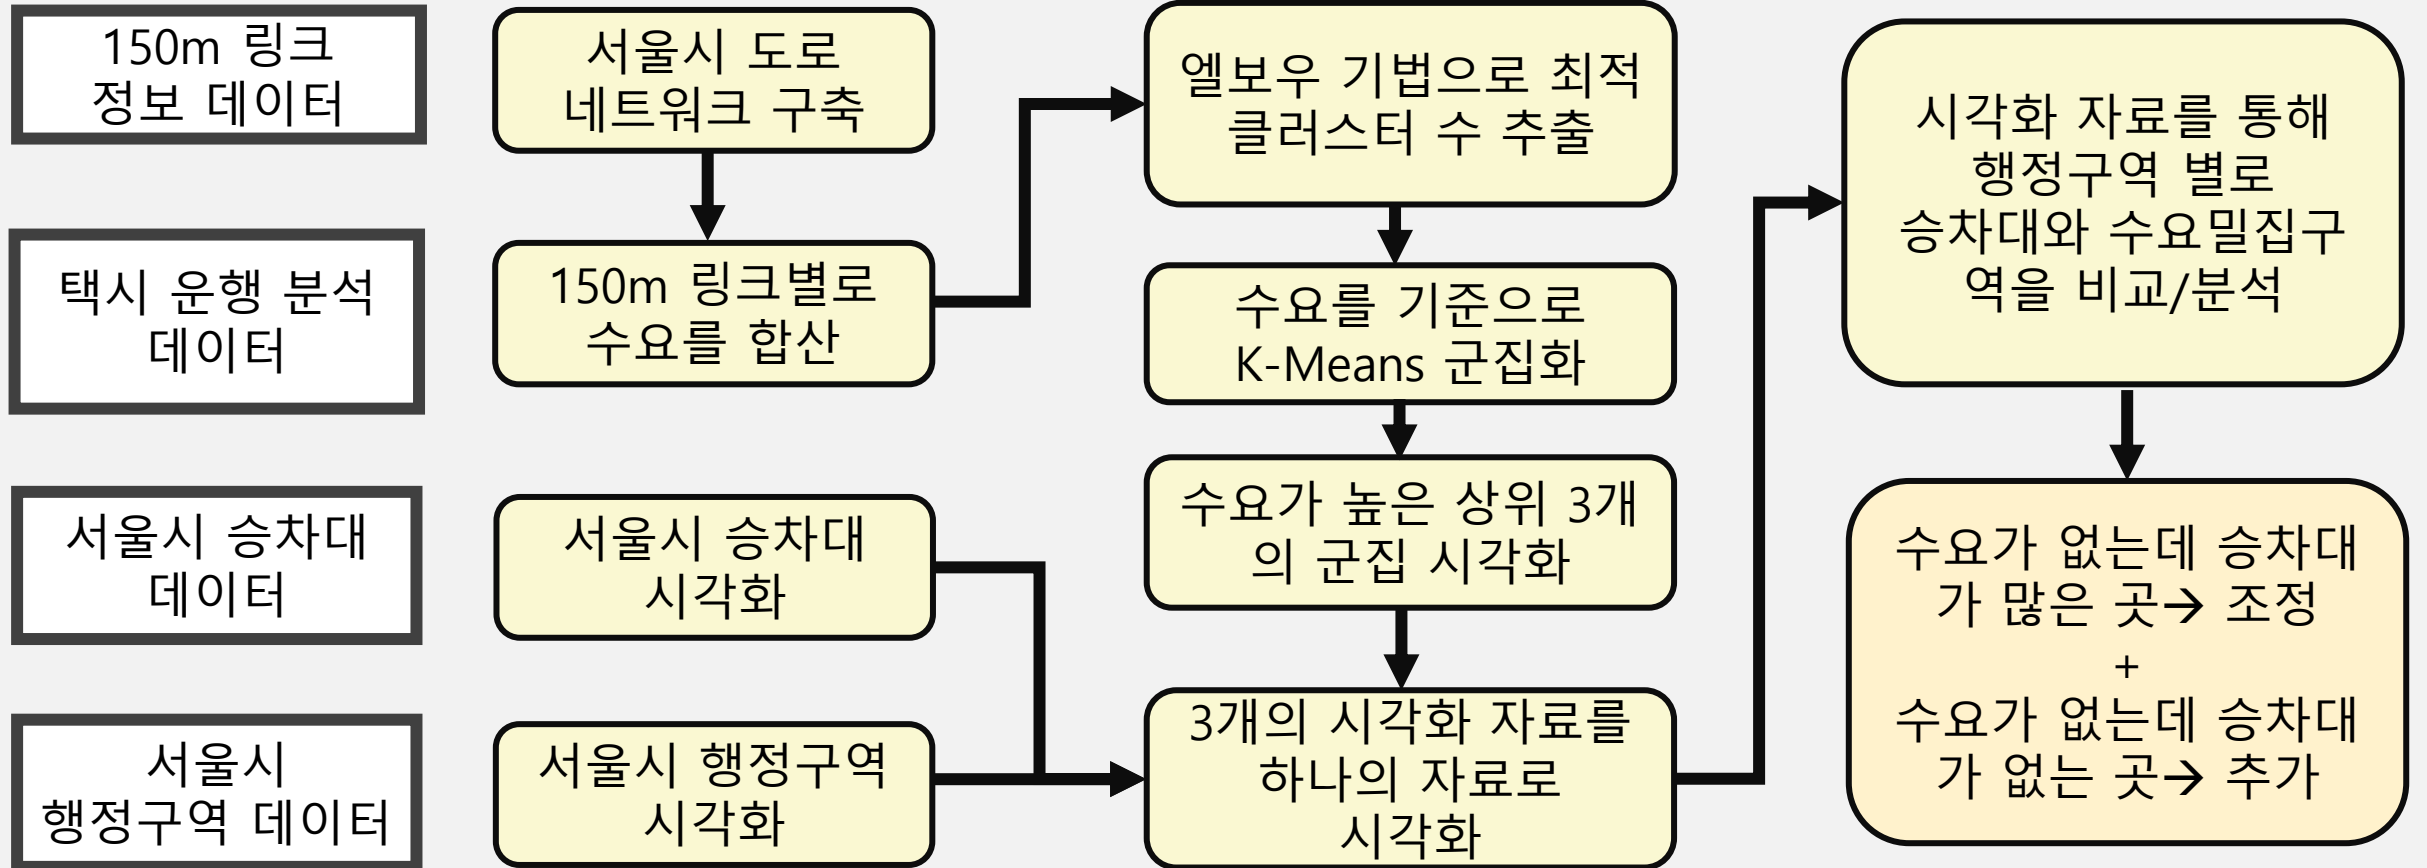 150m 링크
정보 데이터
택시 운행 분석
데이터
서울시 승차대
데이터
서울시
행정구역 데이터
서울시 도로
네트워크 구축
150m 링크별로
수요를 합산
서울시 승차대
시각화
서울시 행정구역
시각화
엘보우 기법으로 최적
클러스터 수 추출
수요를 기준으로
K-Means 군집화
수요가 높은 상위 3개
의 군집 시각화
3개의 시각화 자료를
하나의 자료로
시각화
시각화 자료를 통해
행정구역 별로
승차대와 수요밀집구
역을 비교/분석
수요가 없는데 승차대
가 많은 곳→ 조정
+
수요가 없는데 승차대
가 없는 곳→ 추가